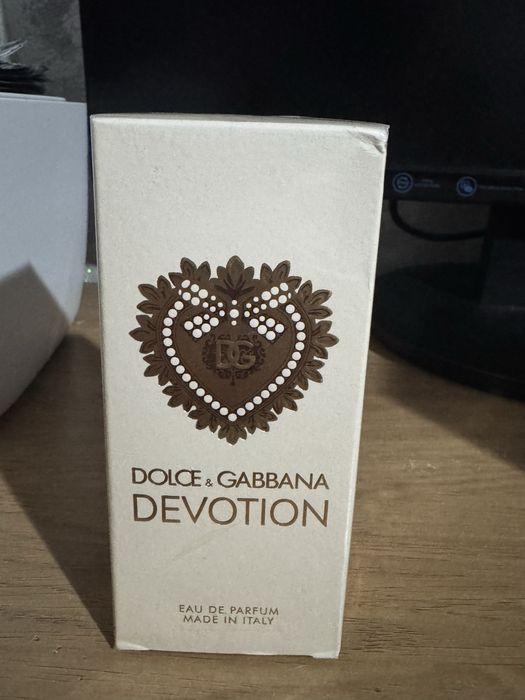 DG
DOLCE & GABBANA
DEVOTION
EAU DE PARFUM
MADE IN ITALY